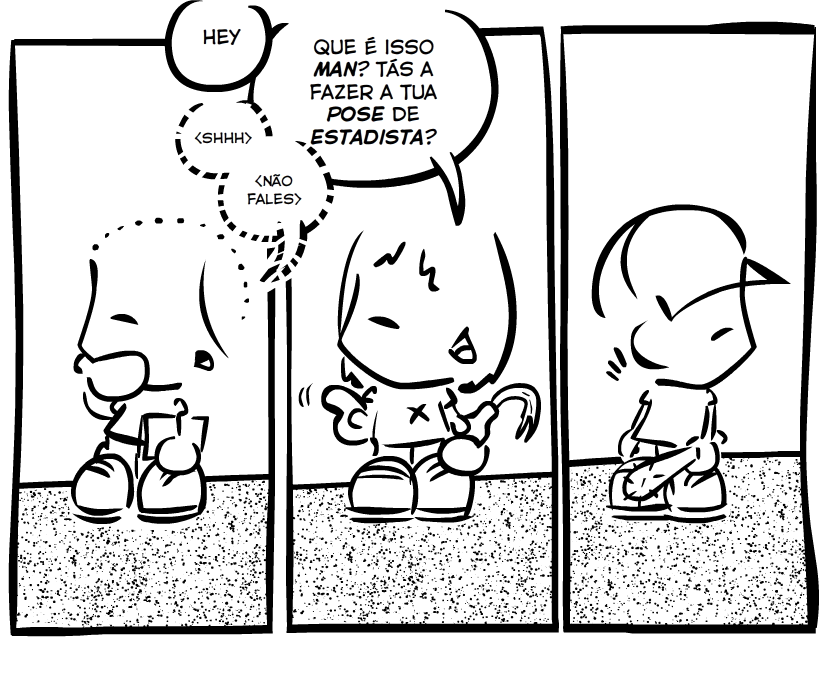 HEY
QUE É ISSO
MAN? TÁS A
FAZER A TUA
POSE DE
ESTADISTA?
<SHHH>
<NÃO
FALES>